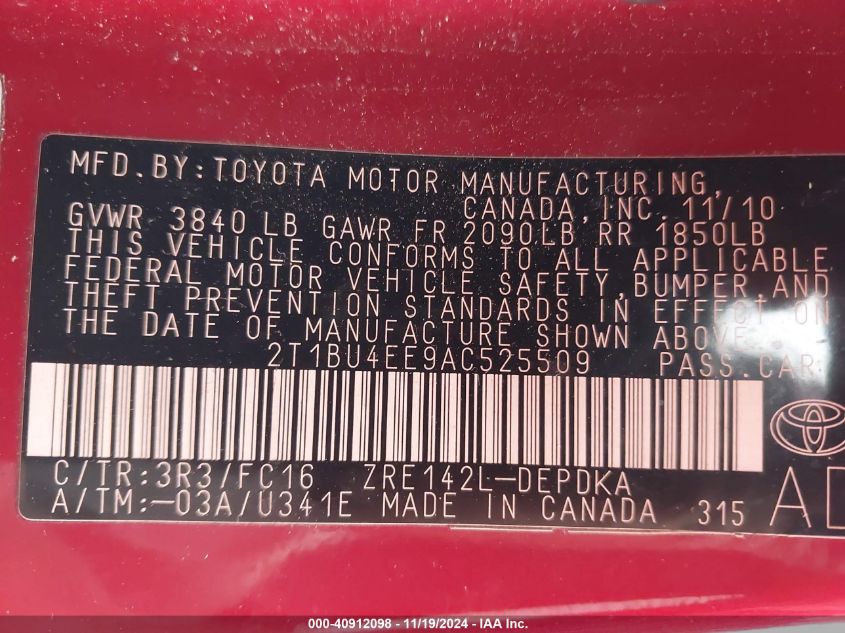 MFD.BY:TOYOTA MOTOR MANUFACTURING,
CANADA,INC. 11/10
GVWR 3840 LB GAWR FR 2090LB RR 1850LB
THIS VEHICLE CONFORMS TO ALL APPLICABLE
FEDERAL MOTOR VEHICLE SAFETY,BUMPER AND
THEFT PREVENTION STANDARDS IN EFFECT ON
THE DATE OF MANUFACTURE SHOWN ABOVE.
2T1BU4EE9AC525509 PASS.CAR
C/TR:3R3/FC16 ZRE142L-DEPDKA
A/TM:-03A/U341E MADE IN CANADA 315 A
000-40912098 - 11/19/2024 - IAA Inc.